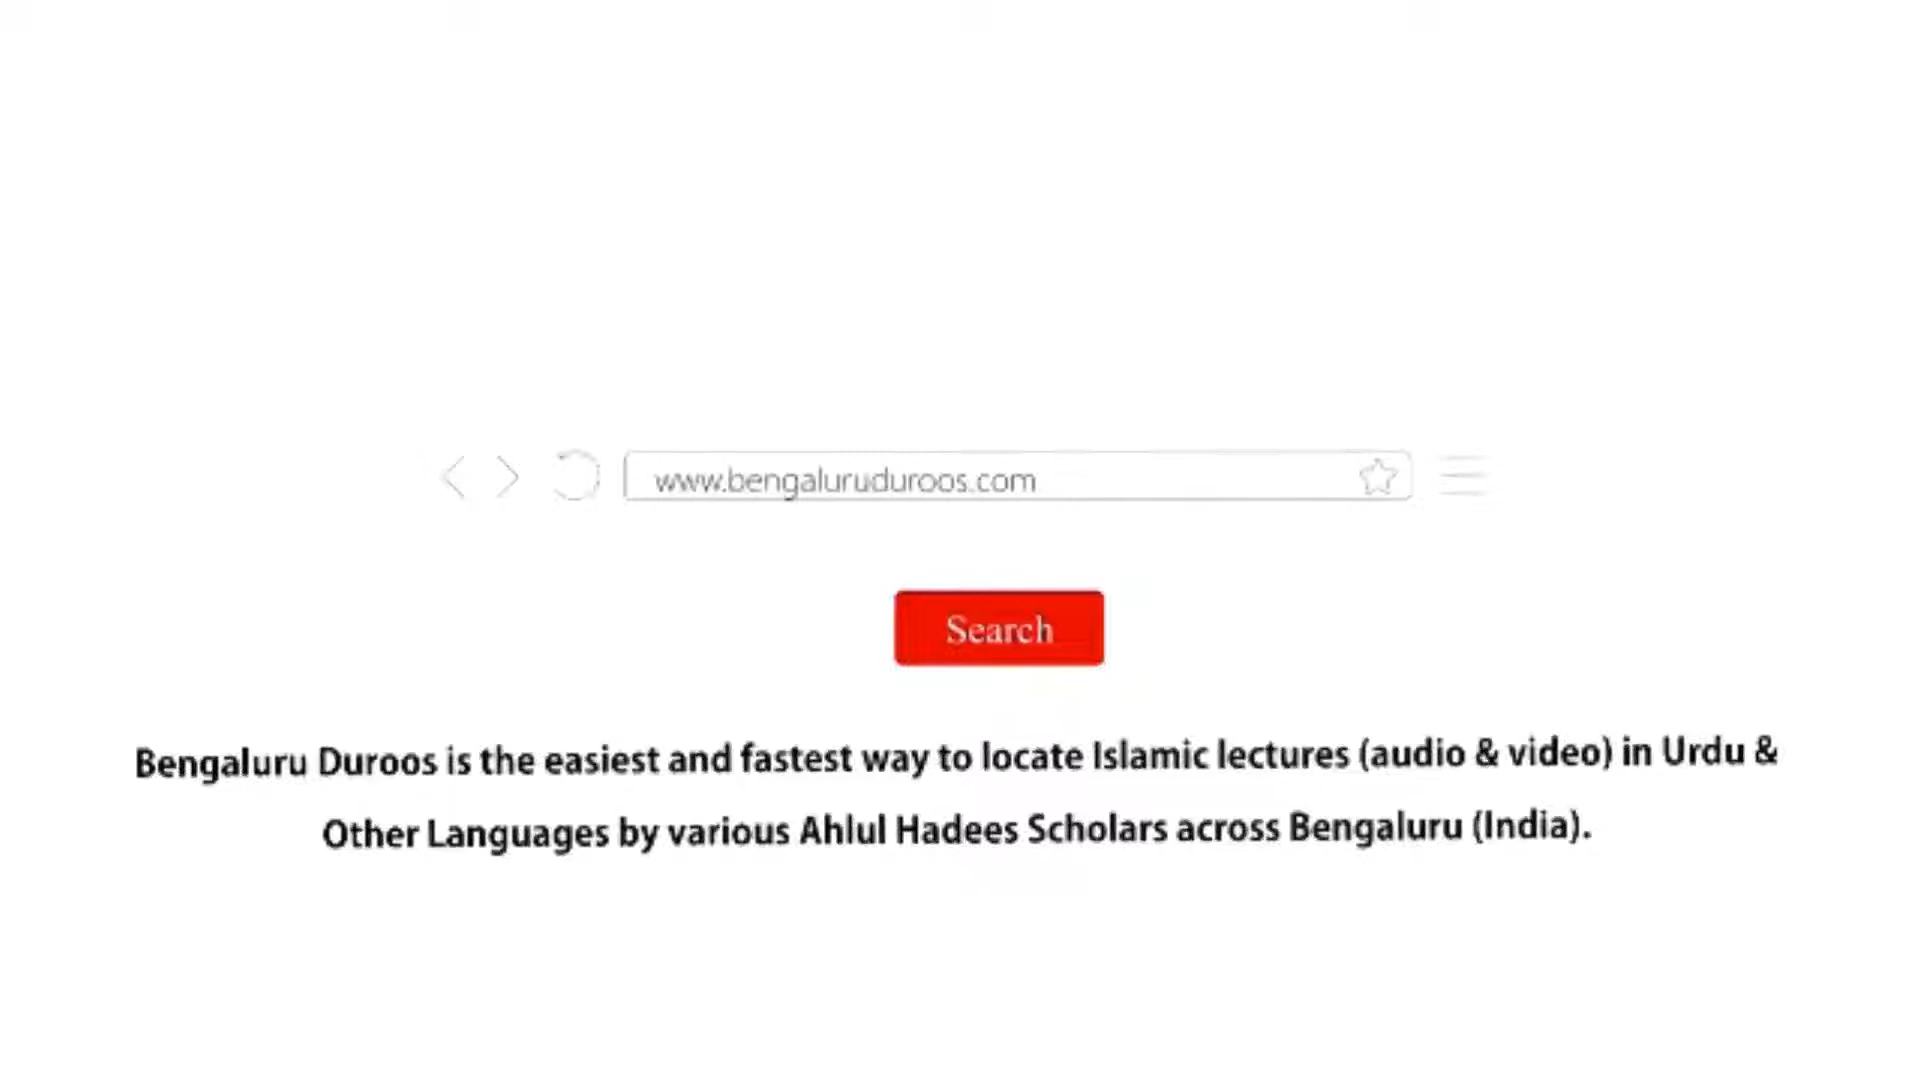 www.bengaluruduroos.com
Search
Bengaluru Duroos is the easiest and fastest way to locate Islamic lectures (audio & video) in Urdu &
Other Languages by various Ahlul Hadees Scholars across Bengaluru (India).